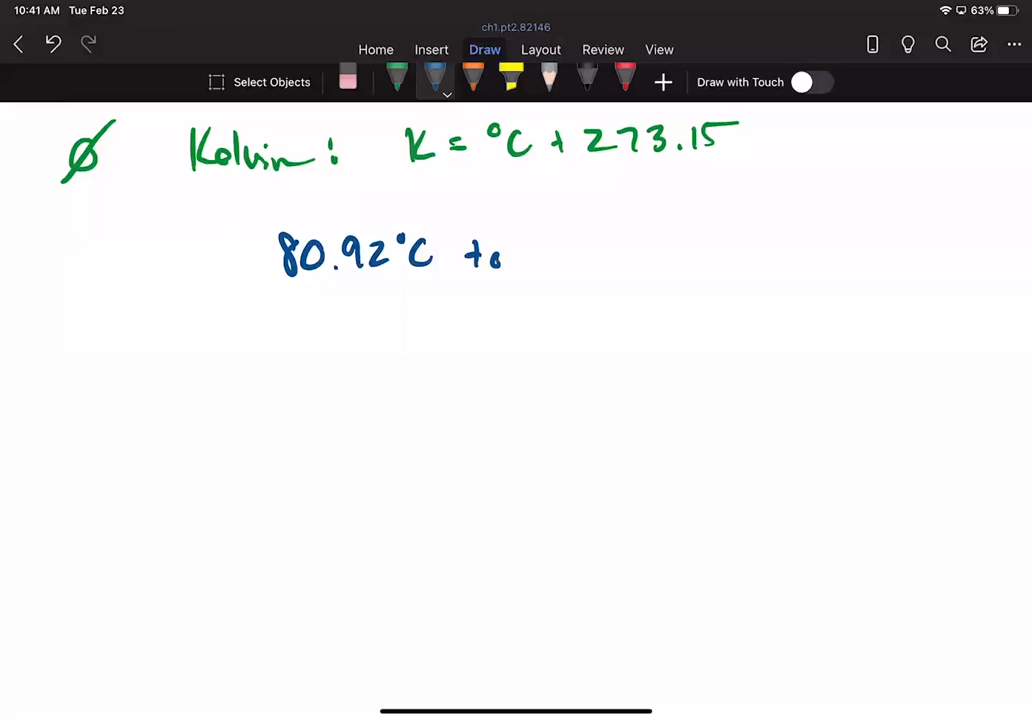 10:41 AM Tue Feb 23 63%
ch1.pt2.82146
Home Insert Draw Layout Review View
Select Objects Draw with Touch
∅ Kelvin: K = °C + 273.15
80.92°C to